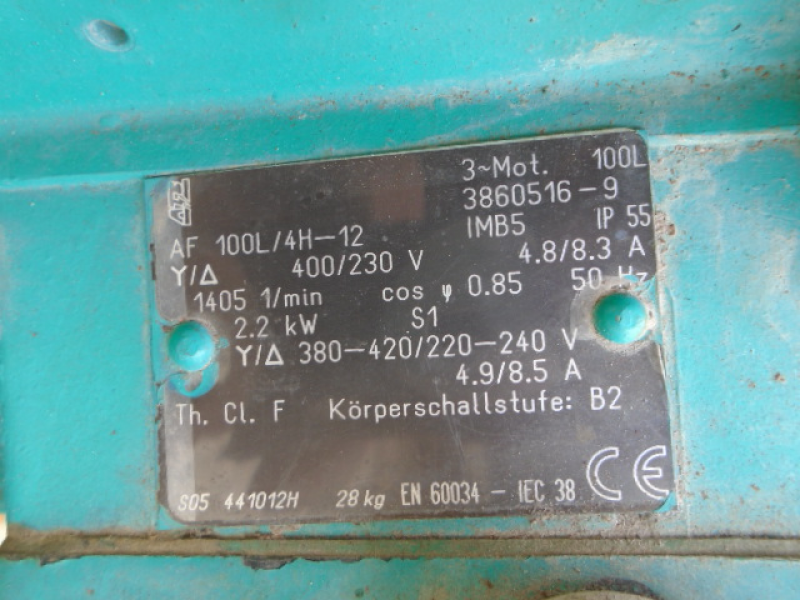 3~Mot. 100L
3860516-9
AF 100L/4H-12 IMB5 IP 55
Y/Δ 400/230 V 4.8/8.3 A
1405 1/min cos φ 0.85 50 Hz
2.2 kW S1
Y/Δ 380-420/220-240 V
4.9/8.5 A
Th. Cl. F Körperschallstufe: B2
S05 441012H 28 kg EN 60034 - IEC 38 CE